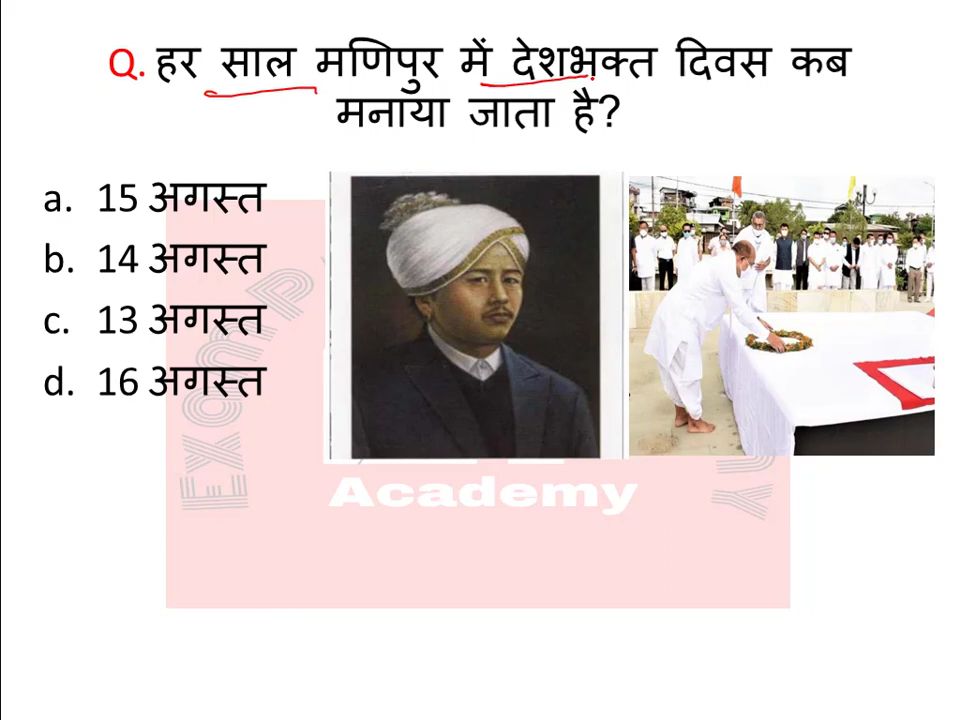 Q. हर साल मणिपुर में देशभक्त दिवस कब
मनाया जाता है?
a. 15 अगस्त
b. 14 अगस्त
c. 13 अगस्त
d. 16 अगस्त
Academy